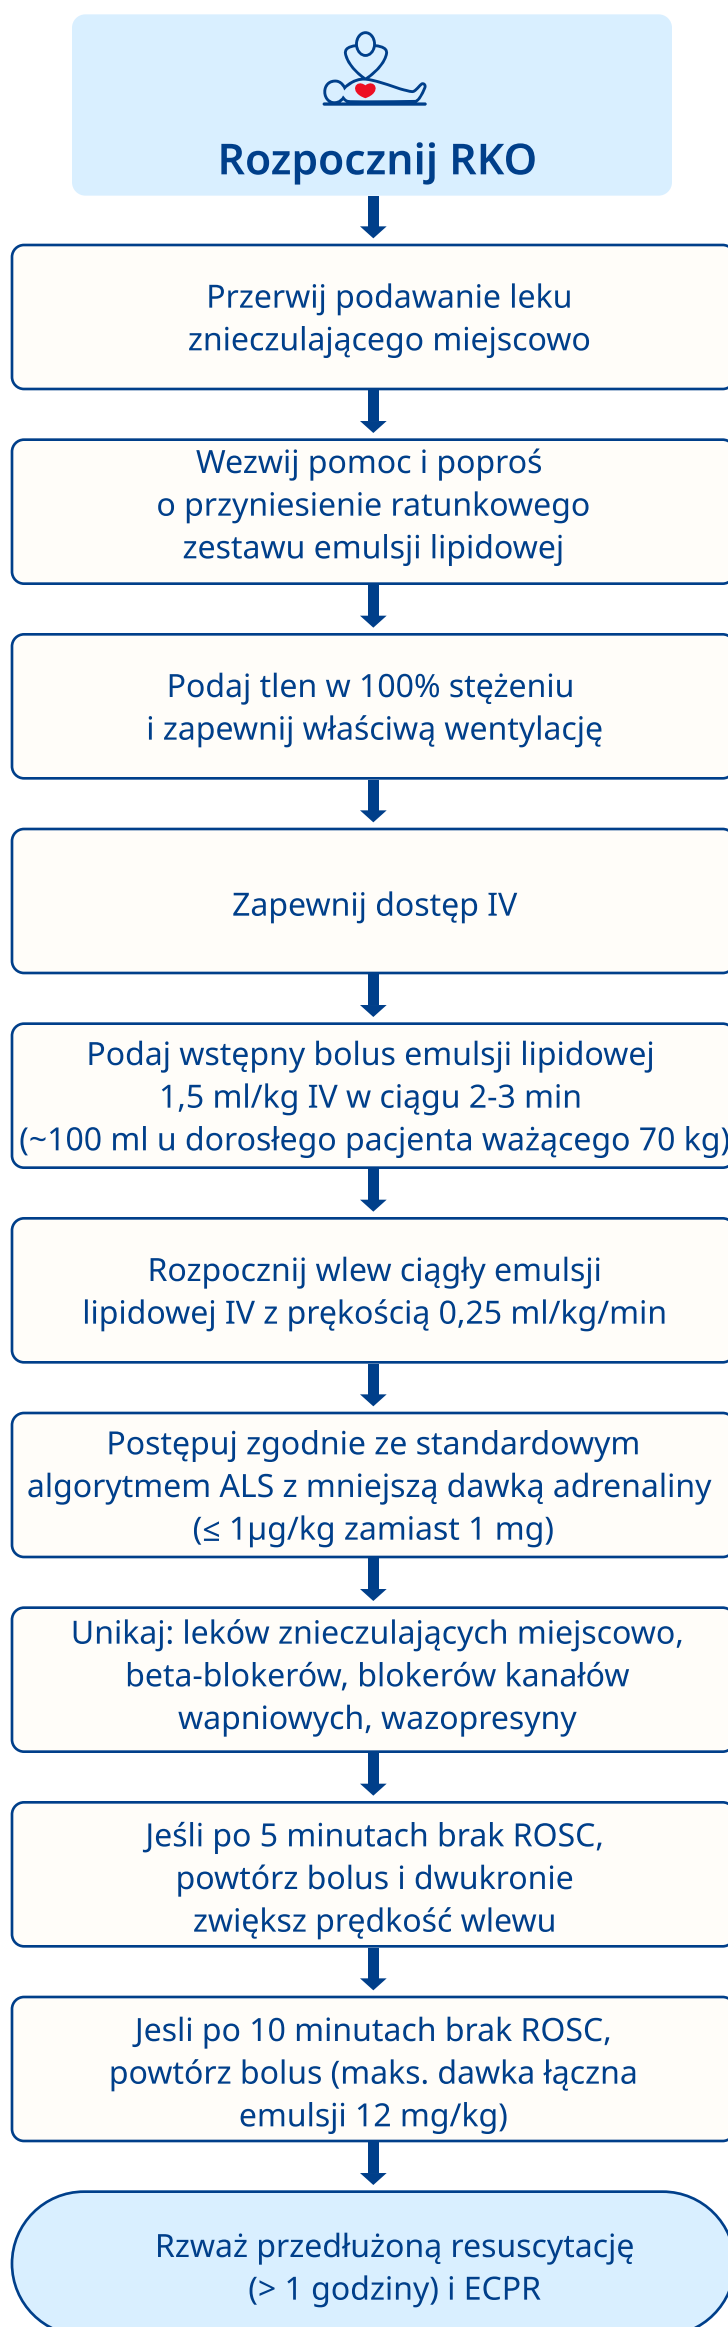 Rozpocznij RKO
Przerwij podawanie leku
znieczulającego miejscowo
Wezwij pomoc i poproś
o przyniesienie ratunkowego
zestawu emulsji lipidowej
Podaj tlen w 100% stężeniu
i zapewnij właściwą wentylację
Zapewnij dostęp IV
Podaj wstępny bolus emulsji lipidowej
1,5 ml/kg IV w ciągu 2-3 min
(~100 ml u dorosłego pacjenta ważącego 70 kg)
Rozpocznij wlew ciągły emulsji
lipidowej IV z prękością 0,25 ml/kg/min
Postępuj zgodnie ze standardowym
algorytmem ALS z mniejszą dawką adrenaliny
(≤ 1µg/kg zamiast 1 mg)
Unikaj: leków znieczulających miejscowo,
beta-blokerów, blokerów kanałów
wapniowych, wazopresyny
Jeśli po 5 minutach brak ROSC,
powtórz bolus i dwukronie
zwiększ prędkość wlewu
Jesli po 10 minutach brak ROSC,
powtórz bolus (maks. dawka łączna
emulsji 12 mg/kg)
Rzważ przedłużoną resuscytację
(> 1 godziny) i ECPR